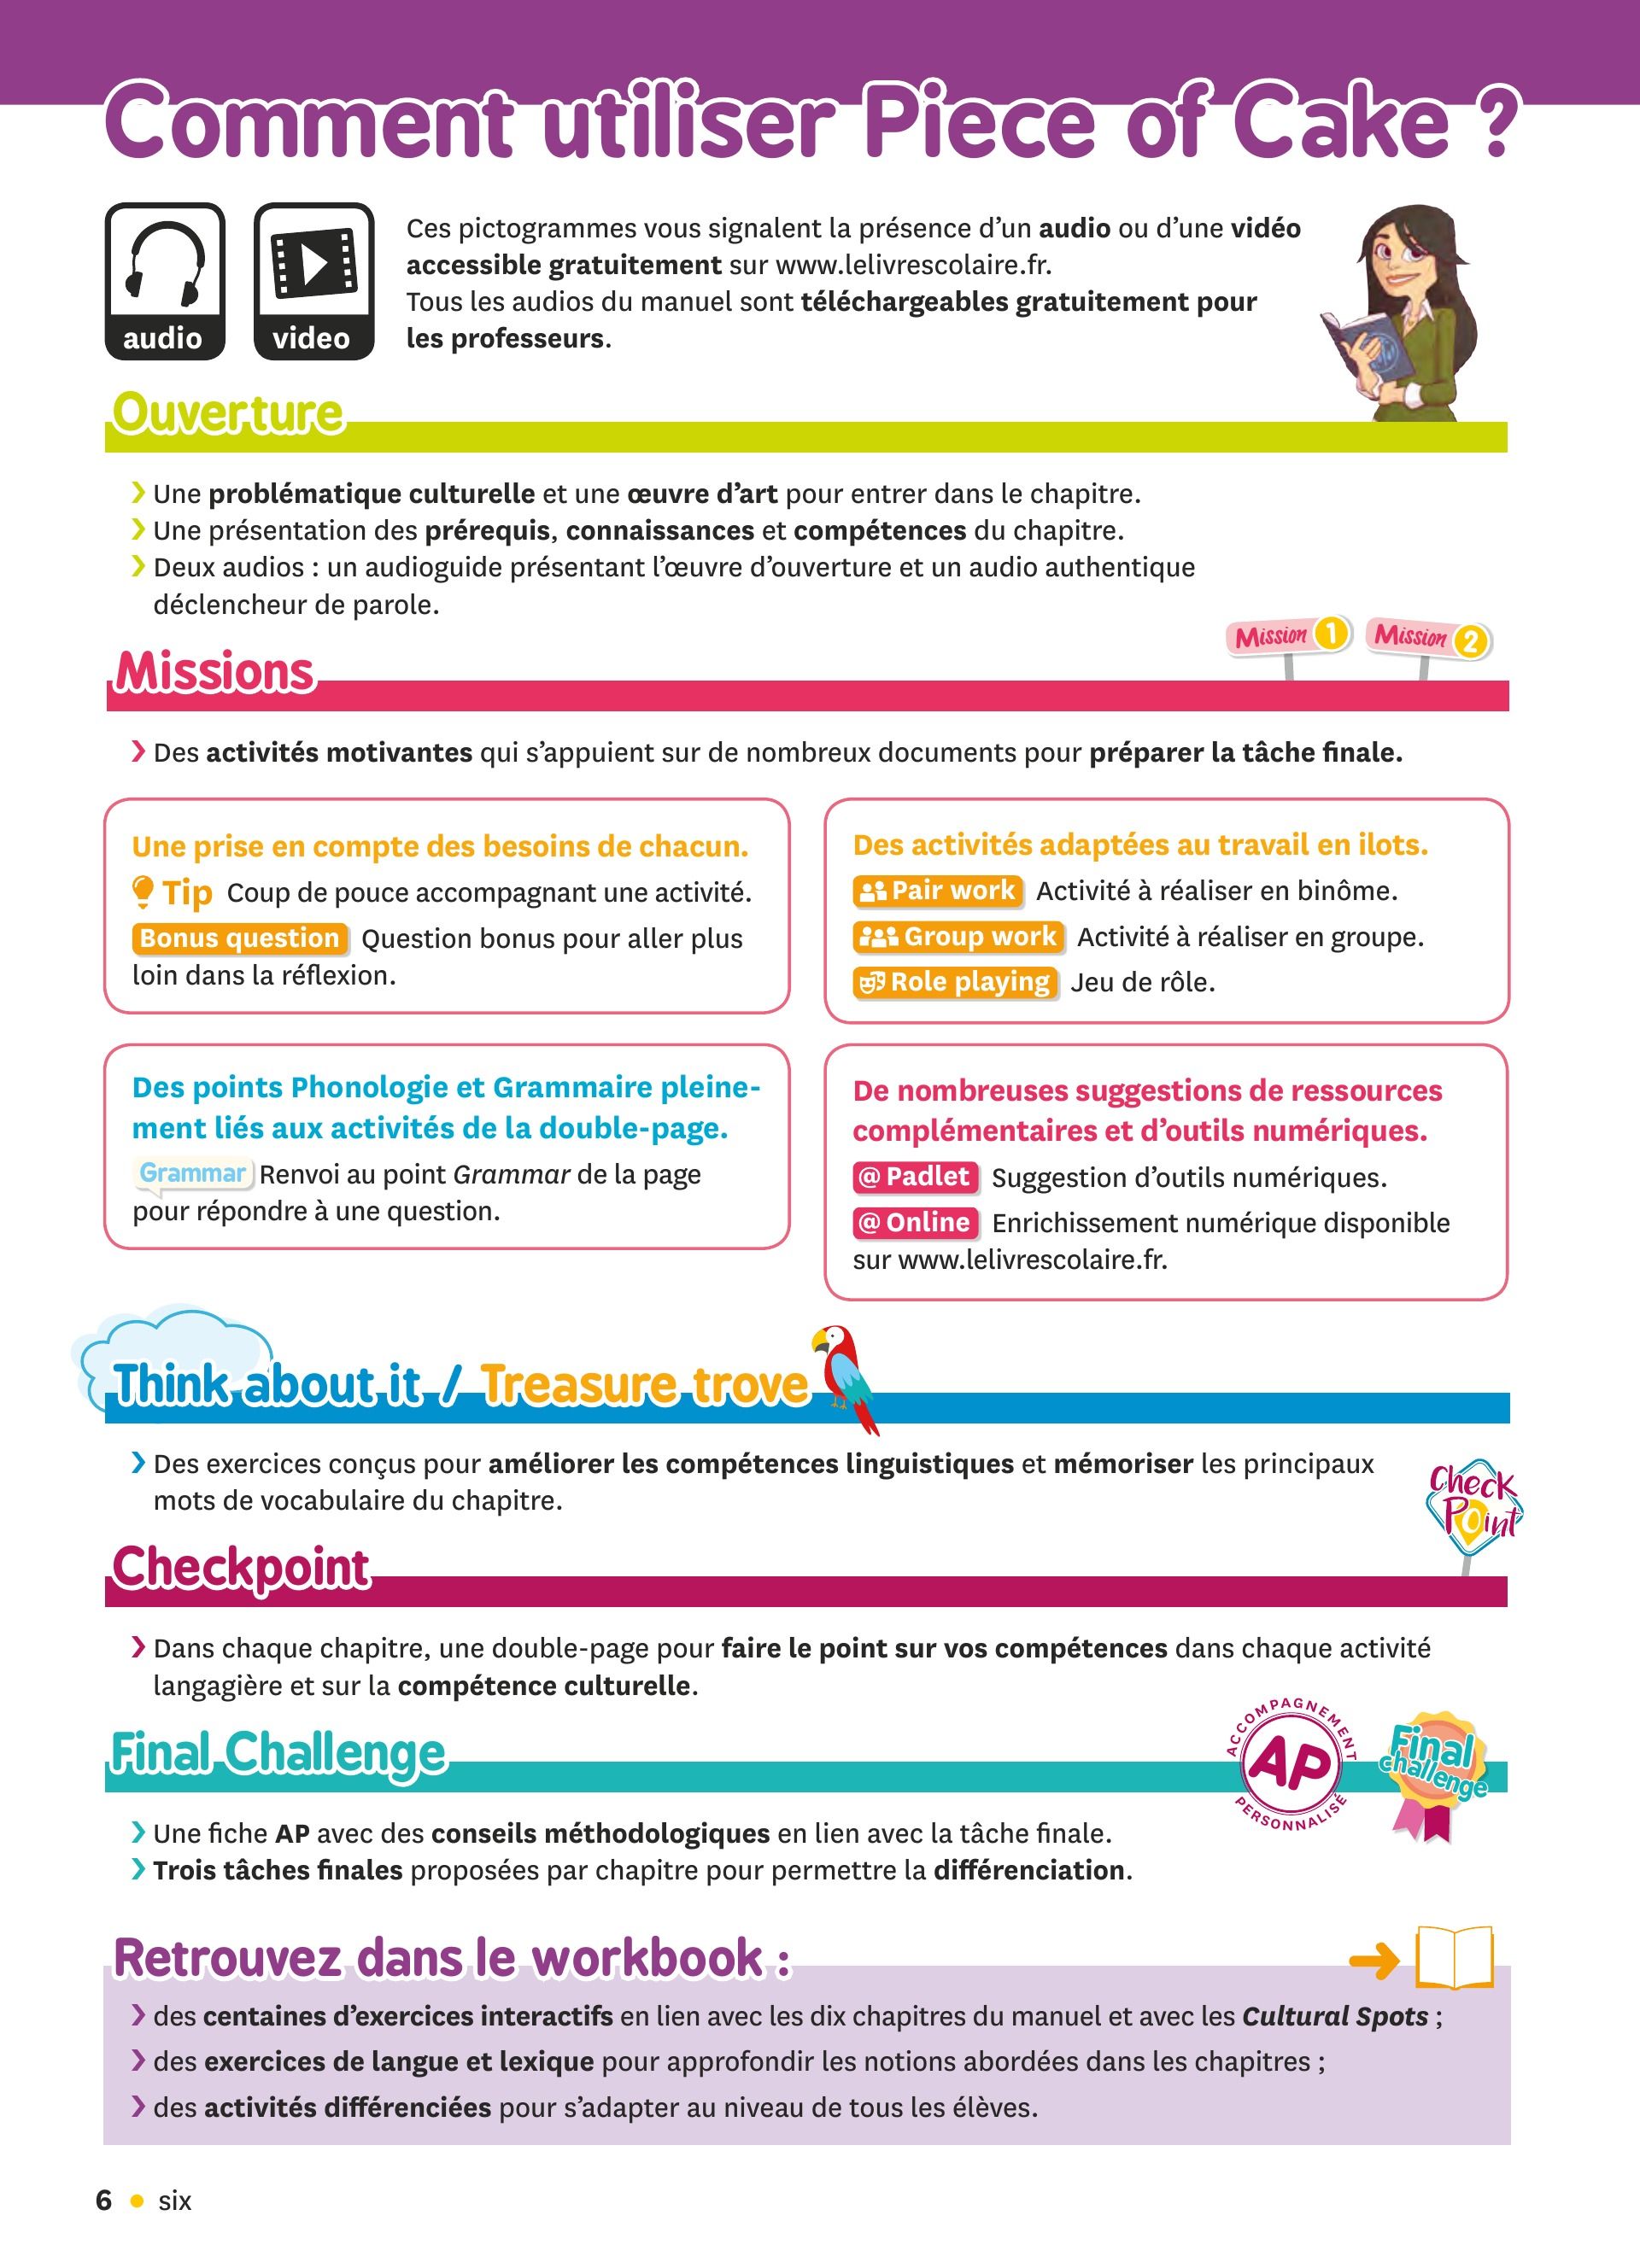 Comment utiliser Piece of Cake ?
audio
video
Ces pictogrammes vous signalent la présence d’un audio ou d’une vidéo
accessible gratuitement sur www.lelivrescolaire.fr.
Tous les audios du manuel sont téléchargeables gratuitement pour
les professeurs.
Ouverture
❯ Une problématique culturelle et une œuvre d’art pour entrer dans le chapitre.
❯ Une présentation des prérequis, connaissances et compétences du chapitre.
❯ Deux audios : un audioguide présentant l’œuvre d’ouverture et un audio authentique
déclencheur de parole.
Mission 1
Mission 2
Missions
❯ Des activités motivantes qui s’appuient sur de nombreux documents pour préparer la tâche finale.
Une prise en compte des besoins de chacun.
Tip Coup de pouce accompagnant une activité.
Bonus question Question bonus pour aller plus
loin dans la réflexion.
Des activités adaptées au travail en ilots.
Pair work Activité à réaliser en binôme.
Group work Activité à réaliser en groupe.
Role playing Jeu de rôle.
Des points Phonologie et Grammaire pleine-
ment liés aux activités de la double-page.
Grammar Renvoi au point Grammar de la page
pour répondre à une question.
De nombreuses suggestions de ressources
complémentaires et d’outils numériques.
@ Padlet Suggestion d’outils numériques.
@ Online Enrichissement numérique disponible
sur www.lelivrescolaire.fr.
Think about it / Treasure trove
❯ Des exercices conçus pour améliorer les compétences linguistiques et mémoriser les principaux
mots de vocabulaire du chapitre.
Check
Point
Checkpoint
❯ Dans chaque chapitre, une double-page pour faire le point sur vos compétences dans chaque activité
langagière et sur la compétence culturelle.
Final Challenge
ACCOMPAGNEMENT
AP
PERSONNALISÉ
Final
challenge
❯ Une fiche AP avec des conseils méthodologiques en lien avec la tâche finale.
❯ Trois tâches finales proposées par chapitre pour permettre la différenciation.
Retrouvez dans le workbook :
❯ des centaines d’exercices interactifs en lien avec les dix chapitres du manuel et avec les Cultural Spots ;
❯ des exercices de langue et lexique pour approfondir les notions abordées dans les chapitres ;
❯ des activités différenciées pour s’adapter au niveau de tous les élèves.
6 • six